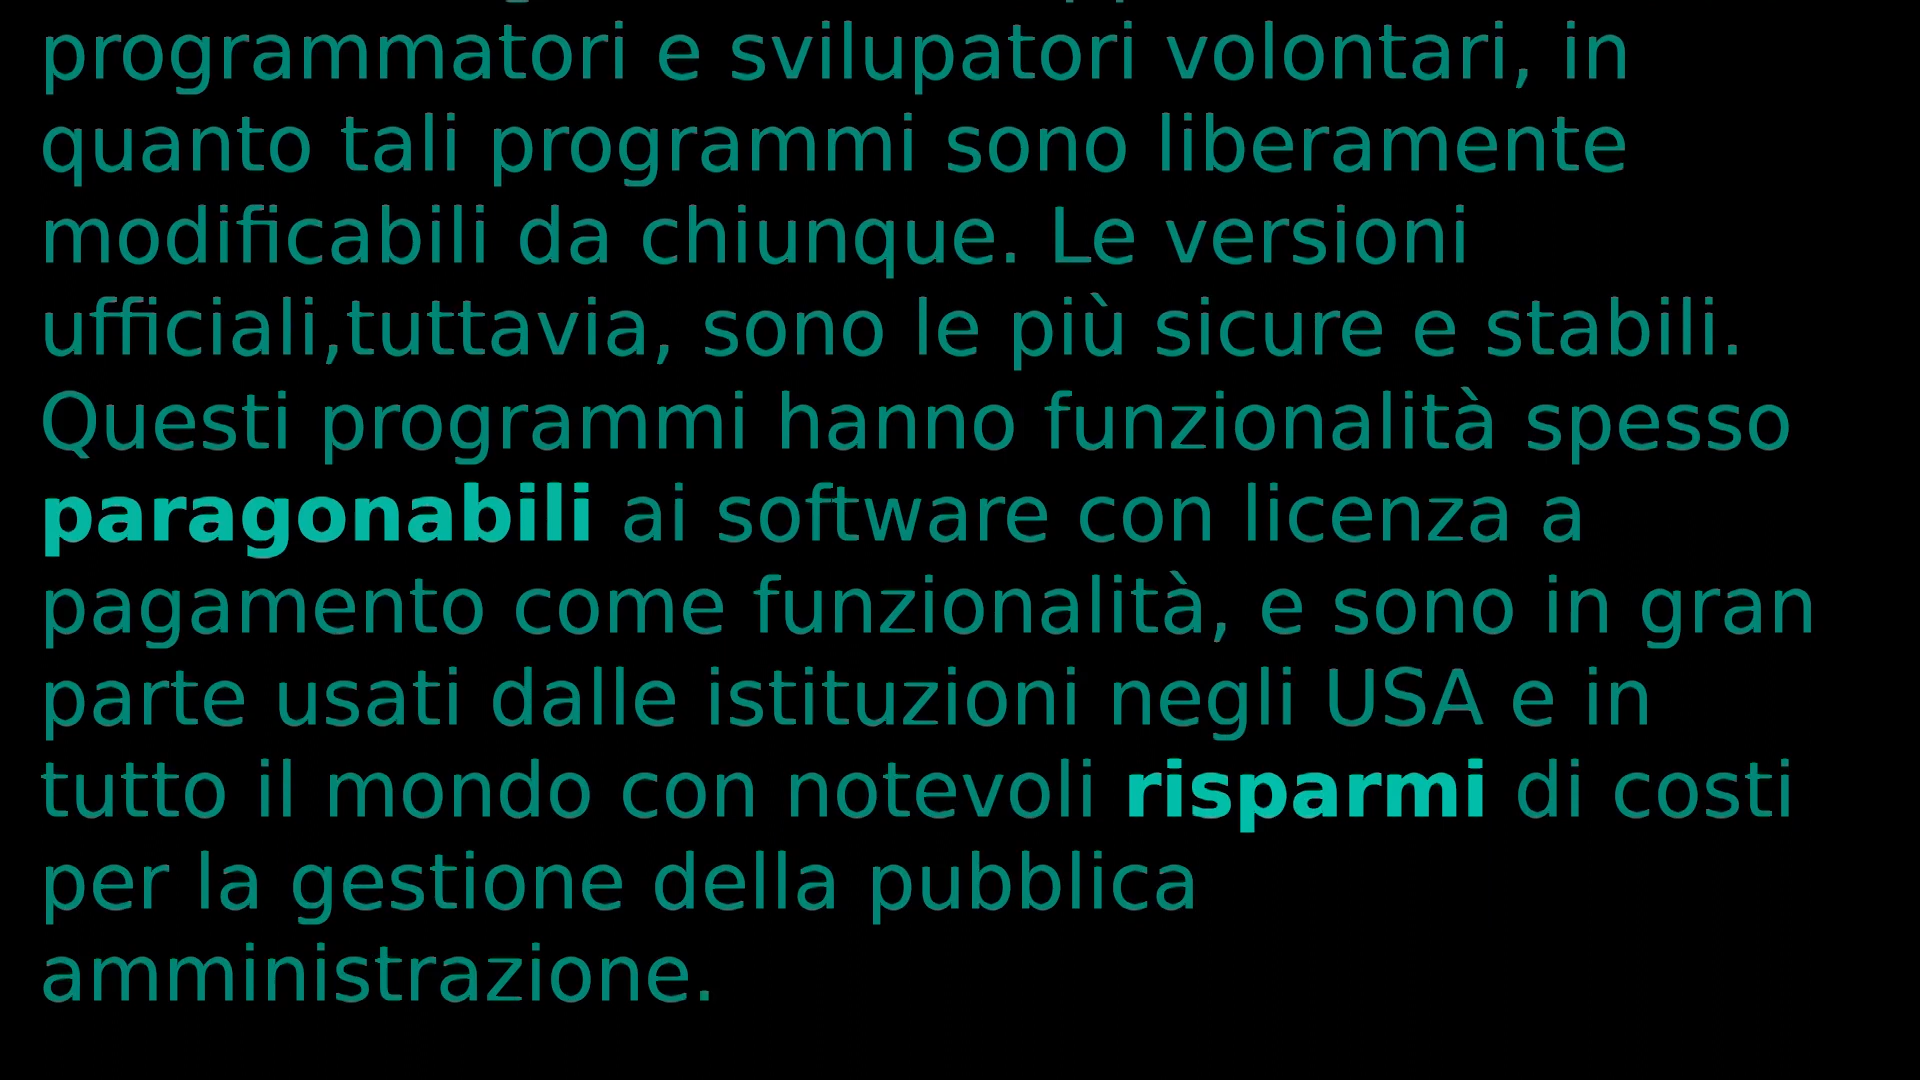 programmatori e svilupatori volontari, in
quanto tali programmi sono liberamente
modificabili da chiunque. Le versioni
ufficiali,tuttavia, sono le più sicure e stabili.
Questi programmi hanno funzionalità spesso
paragonabili ai software con licenza a
pagamento come funzionalità, e sono in gran
parte usati dalle istituzioni negli USA e in
tutto il mondo con notevoli risparmi di costi
per la gestione della pubblica
amministrazione.